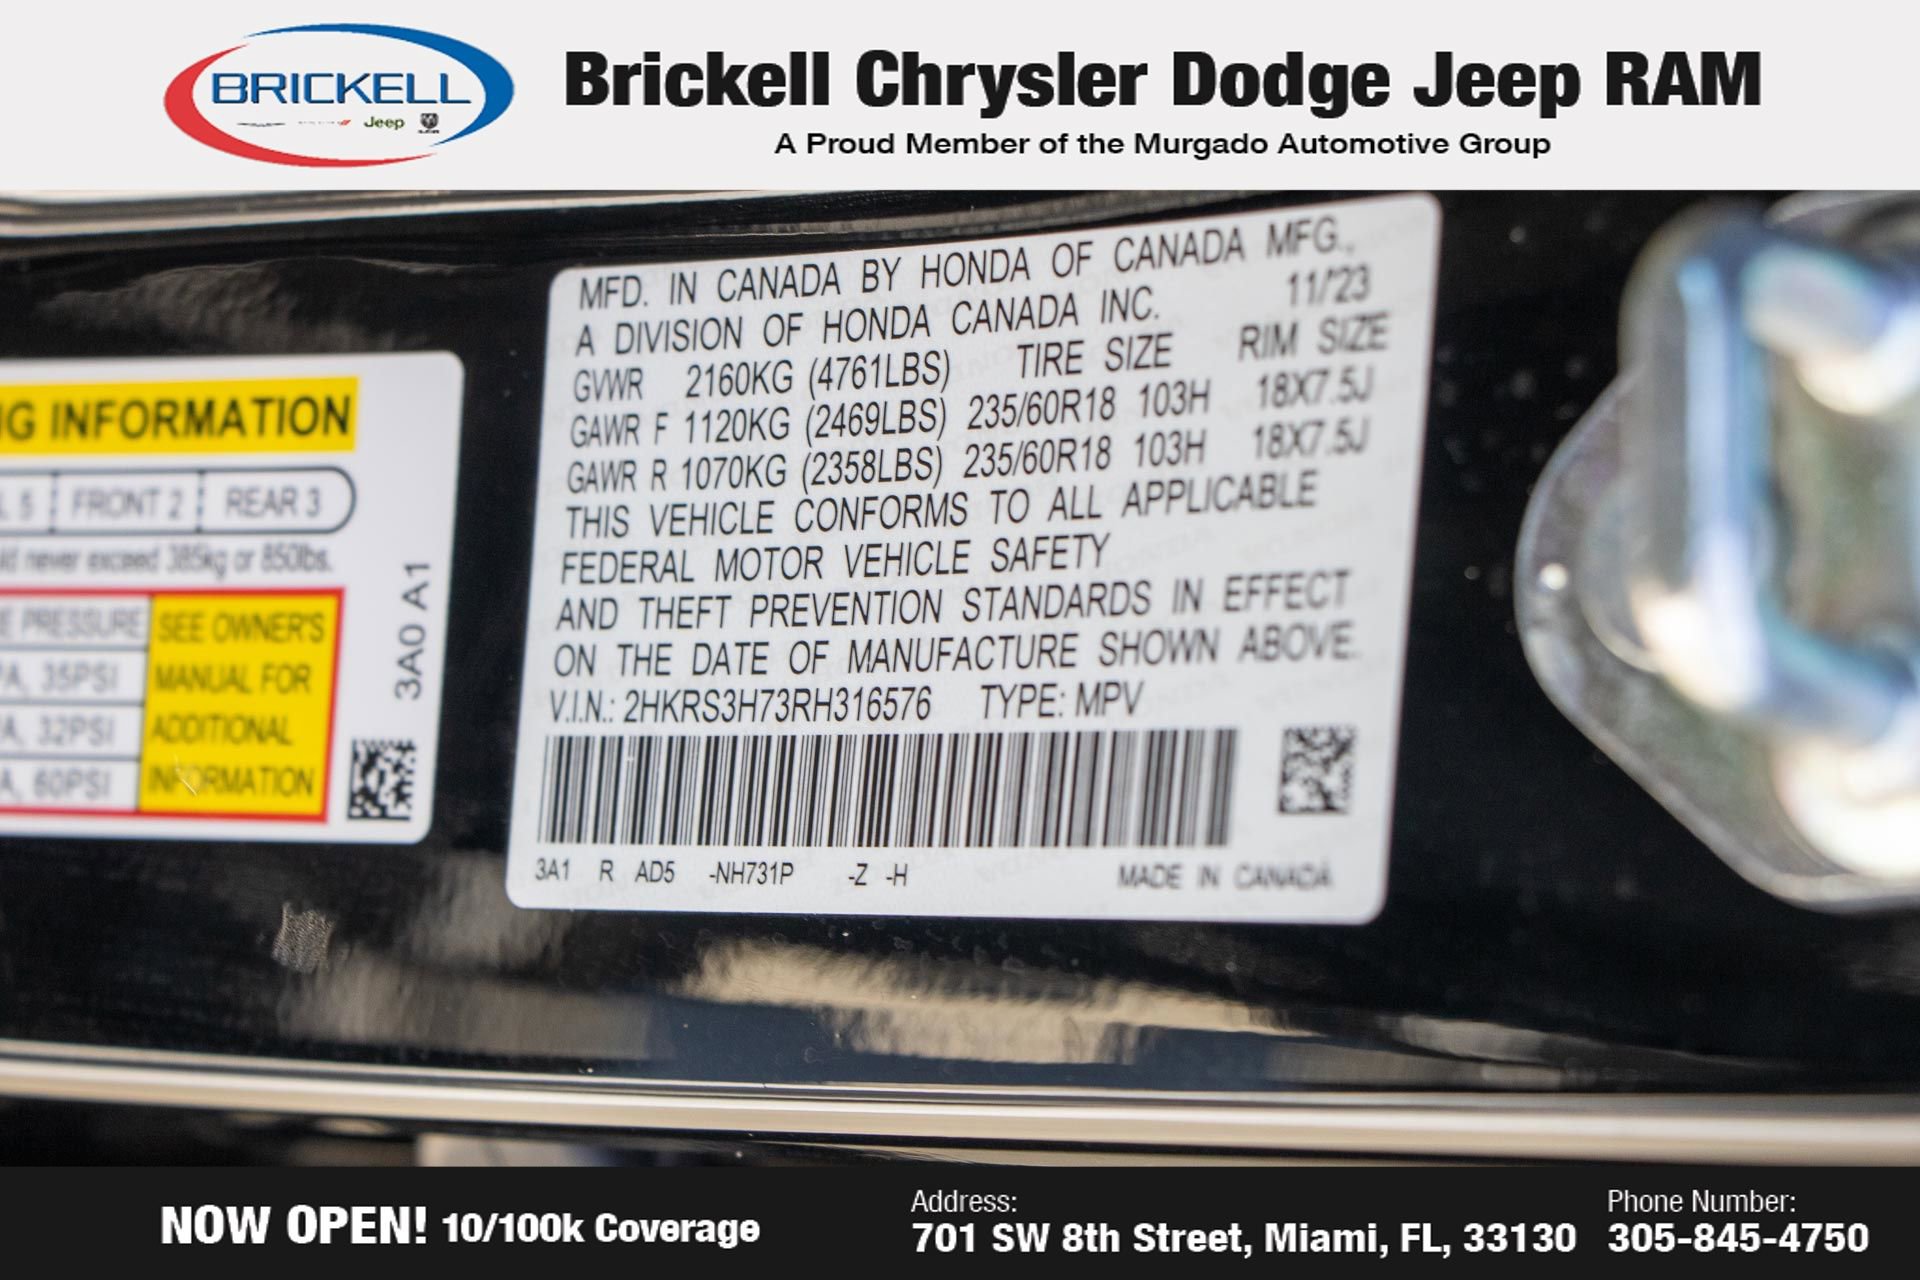 BRICKELL
Jeep
RAM
Brickell Chrysler Dodge Jeep RAM
A Proud Member of the Murgado Automotive Group
MFD. IN CANADA BY HONDA OF CANADA MFG.,
A DIVISION OF HONDA CANADA INC. 11/23
GVWR 2160KG (4761LBS) TIRE SIZE RIM SIZE
GAWR F 1120KG (2469LBS) 235/60R18 103H 18X7.5J
GAWR R 1070KG (2358LBS) 235/60R18 103H 18X7.5J
THIS VEHICLE CONFORMS TO ALL APPLICABLE
FEDERAL MOTOR VEHICLE SAFETY
AND THEFT PREVENTION STANDARDS IN EFFECT
ON THE DATE OF MANUFACTURE SHOWN ABOVE.
V.I.N.: 2HKRS3H73RH316576 TYPE: MPV
3A1 R AD5 -NH731P -Z -H MADE IN CANADA
NG INFORMATION
L 5 FRONT 2 REAR 3
never exceed 385kg or 850lbs.
E PRESSURE SEE OWNER'S
PA, 35PSI MANUAL FOR
A, 32PSI ADDITIONAL
A, 60PSI INFORMATION
3A0 A1
NOW OPEN! 10/100k Coverage
Address:
701 SW 8th Street, Miami, FL, 33130
Phone Number:
305-845-4750